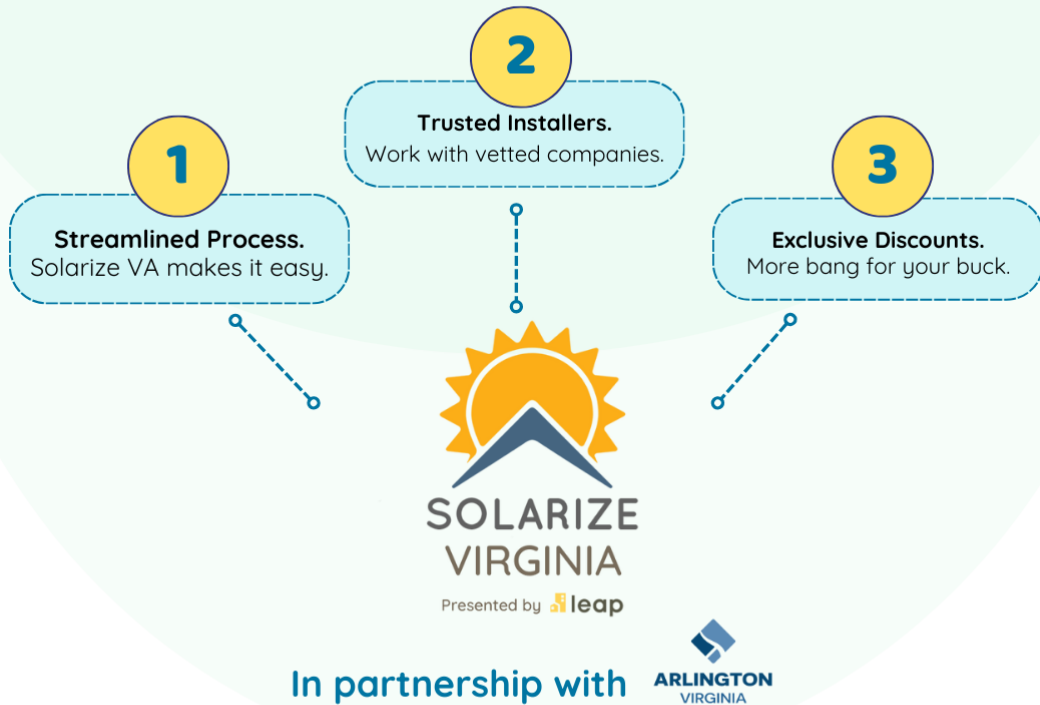 1
Streamlined Process.
Solarize VA makes it easy.
2
Trusted Installers.
Work with vetted companies.
3
Exclusive Discounts.
More bang for your buck.
SOLARIZE
VIRGINIA
Presented by leap
In partnership with
ARLINGTON
VIRGINIA